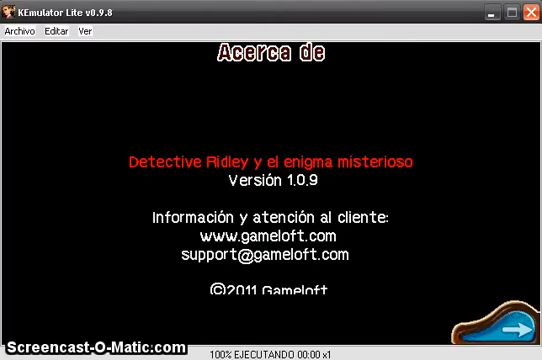 KEmulator Lite v0.9.8
Archivo Editar Ver
Acerca de
Detective Ridley y el enigma misterioso
Versión 1.0.9
Información y atención al cliente:
www.gameloft.com
support@gameloft.com
©2011 Gameloft
Screencast-O-Matic.com
100% EJECUTANDO 00:00 x1